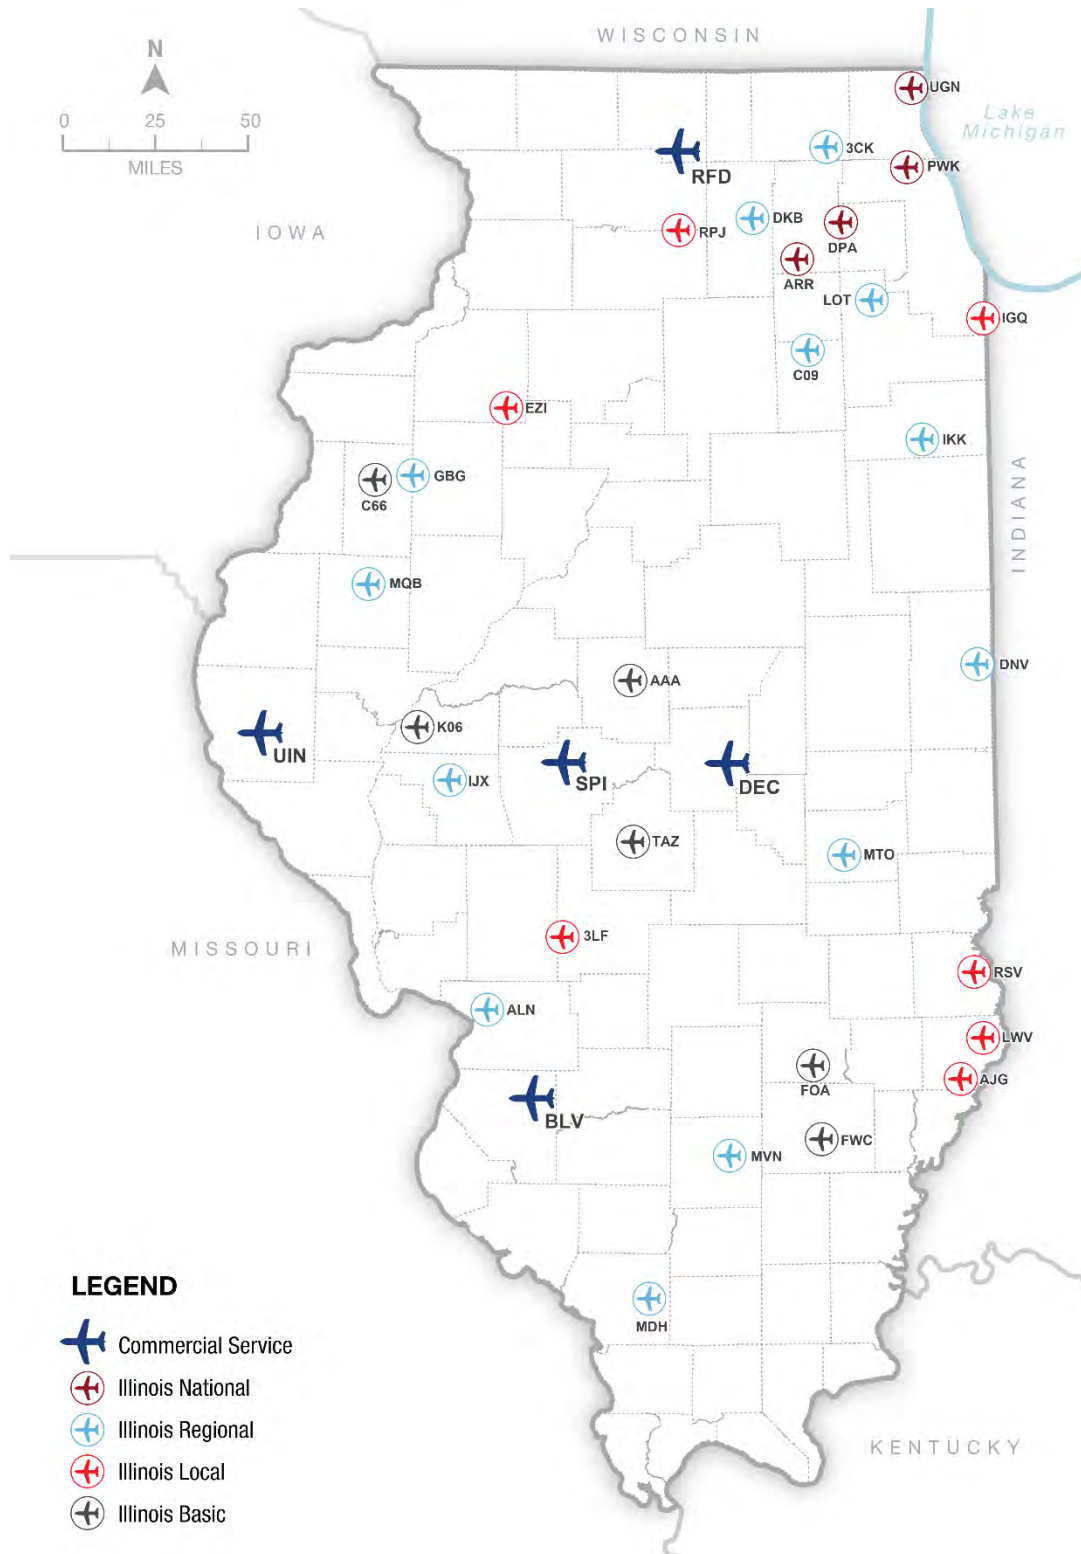 WISCONSIN
N
UGN
Lake
Michigan
0 25 50
MILES
3CK
PWK
RFD
IOWA
DKB
RPJ
DPA
ARR
LOT
IGQ
C09
EZI
IKK
GBG
C66
INDIANA
MQB
DNV
AAA
K06
UIN
SPI
DEC
IJX
TAZ
MTO
3LF
MISSOURI
RSV
ALN
LWV
FOA
AJG
BLV
FWC
MVN
LEGEND
MDH
Commercial Service
Illinois National
Illinois Regional
KENTUCKY
Illinois Local
Illinois Basic